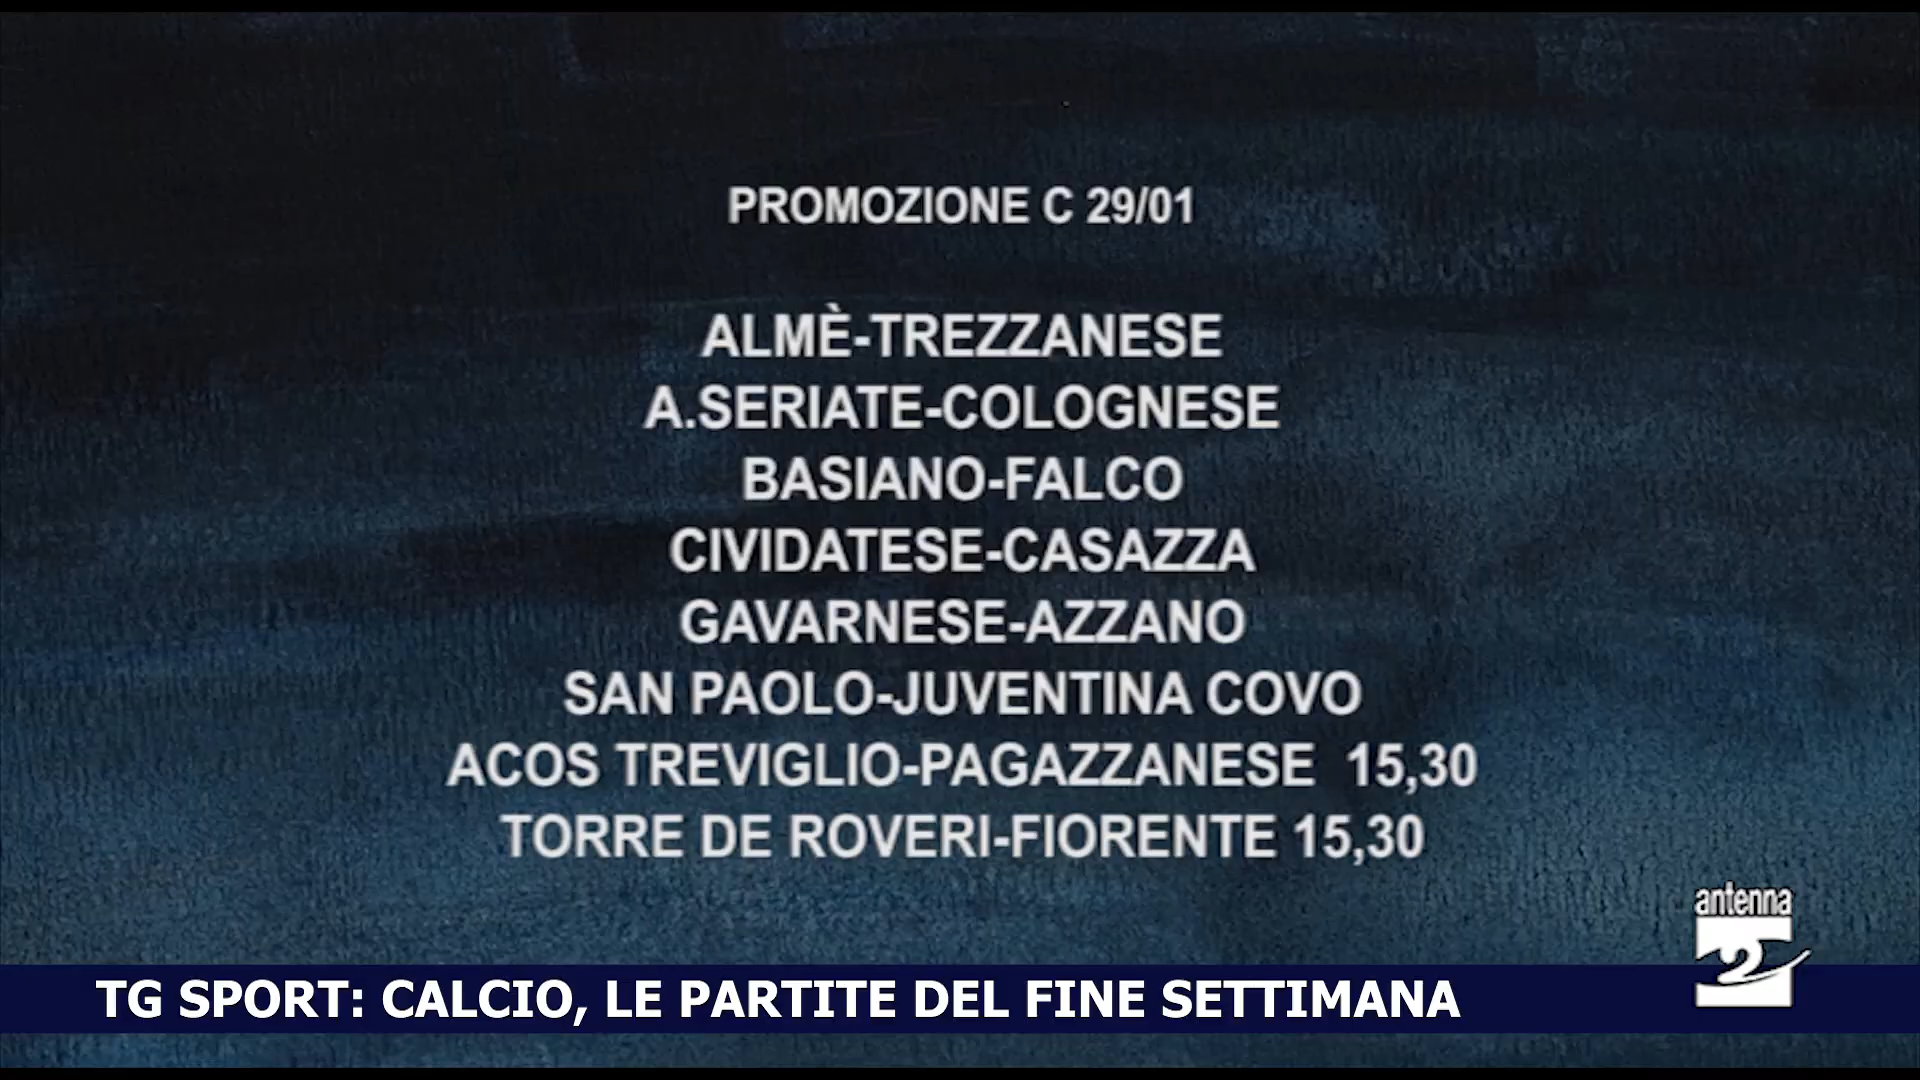 PROMOZIONE C 29/01
ALMÈ-TREZZANESE
A.SERIATE-COLOGNESE
BASIANO-FALCO
CIVIDATESE-CASAZZA
GAVARNESE-AZZANO
SAN PAOLO-JUVENTINA COVO
ACOS TREVIGLIO-PAGAZZANESE 15,30
TORRE DE ROVERI-FIORENTE 15,30
antenna
2
TG SPORT: CALCIO, LE PARTITE DEL FINE SETTIMANA